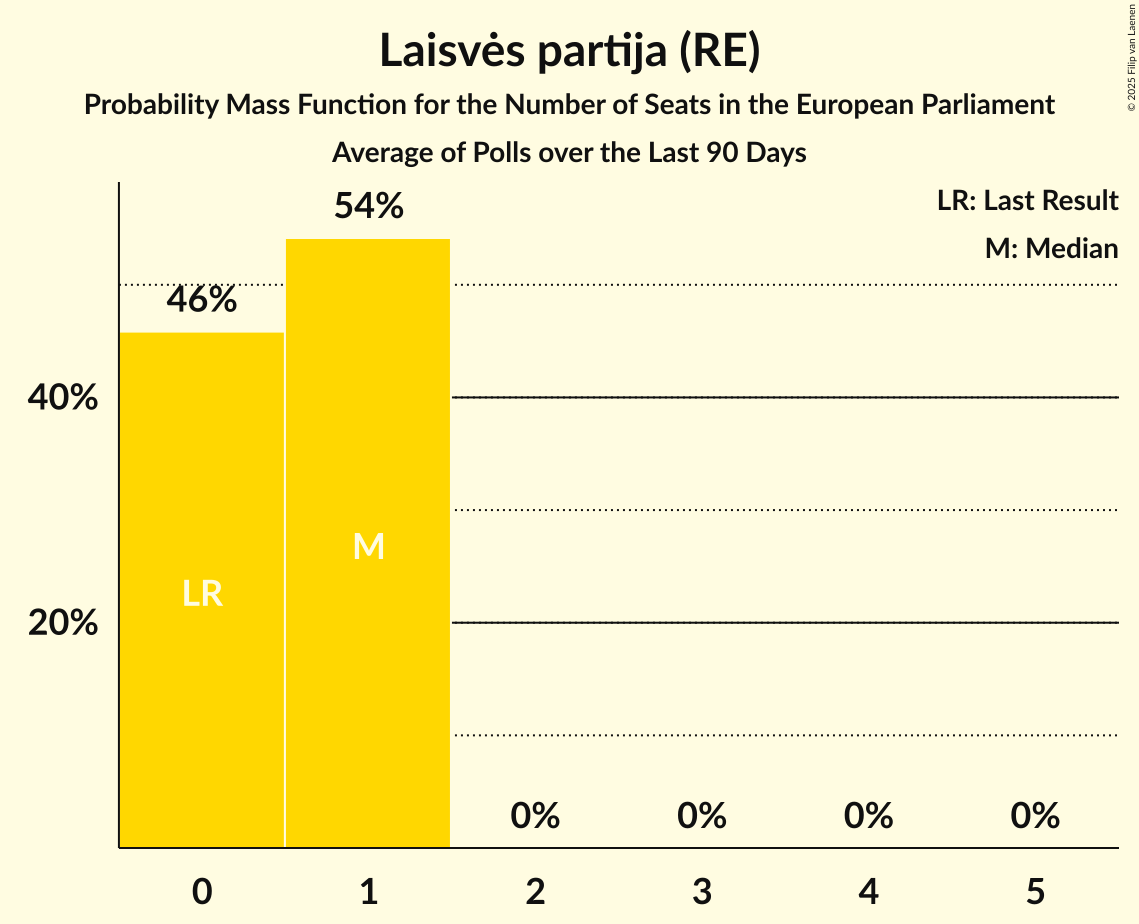 Laisvės partija (RE)
Probability Mass Function for the Number of Seats in the European Parliament
Average of Polls over the Last 90 Days
© 2025 Filip van Laenen
LR: Last Result
M: Median
54%
46%
40%
M
LR
20%
0% 0% 0% 0%
0 1 2 3 4 5